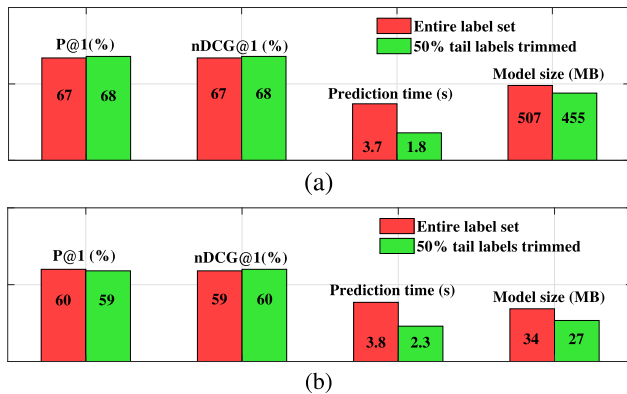 P@1(%)
nDCG@1 (%)
Entire label set
50% tail labels trimmed
Prediction time (s)
Model size (MB)
67
68
67
68
3.7
1.8
507
455
(a)
Entire label set
50% tail labels trimmed
P@1 (%)
nDCG@1(%)
Prediction time (s)
Model size (MB)
60
59
59
60
3.8
2.3
34
27
(b)